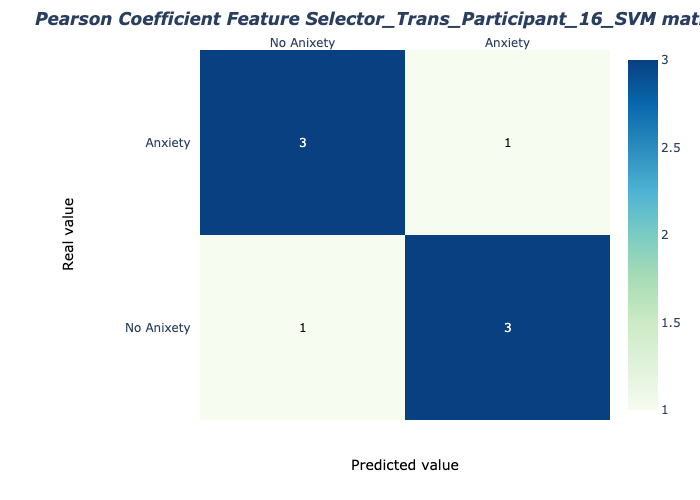 Pearson Coefficient Feature Selector_Trans_Participant_16_SVM mat
No Anixety Anxiety
3
Anxiety 3 1
2.5
Real value
2
1.5
No Anixety 1 3
1
Predicted value